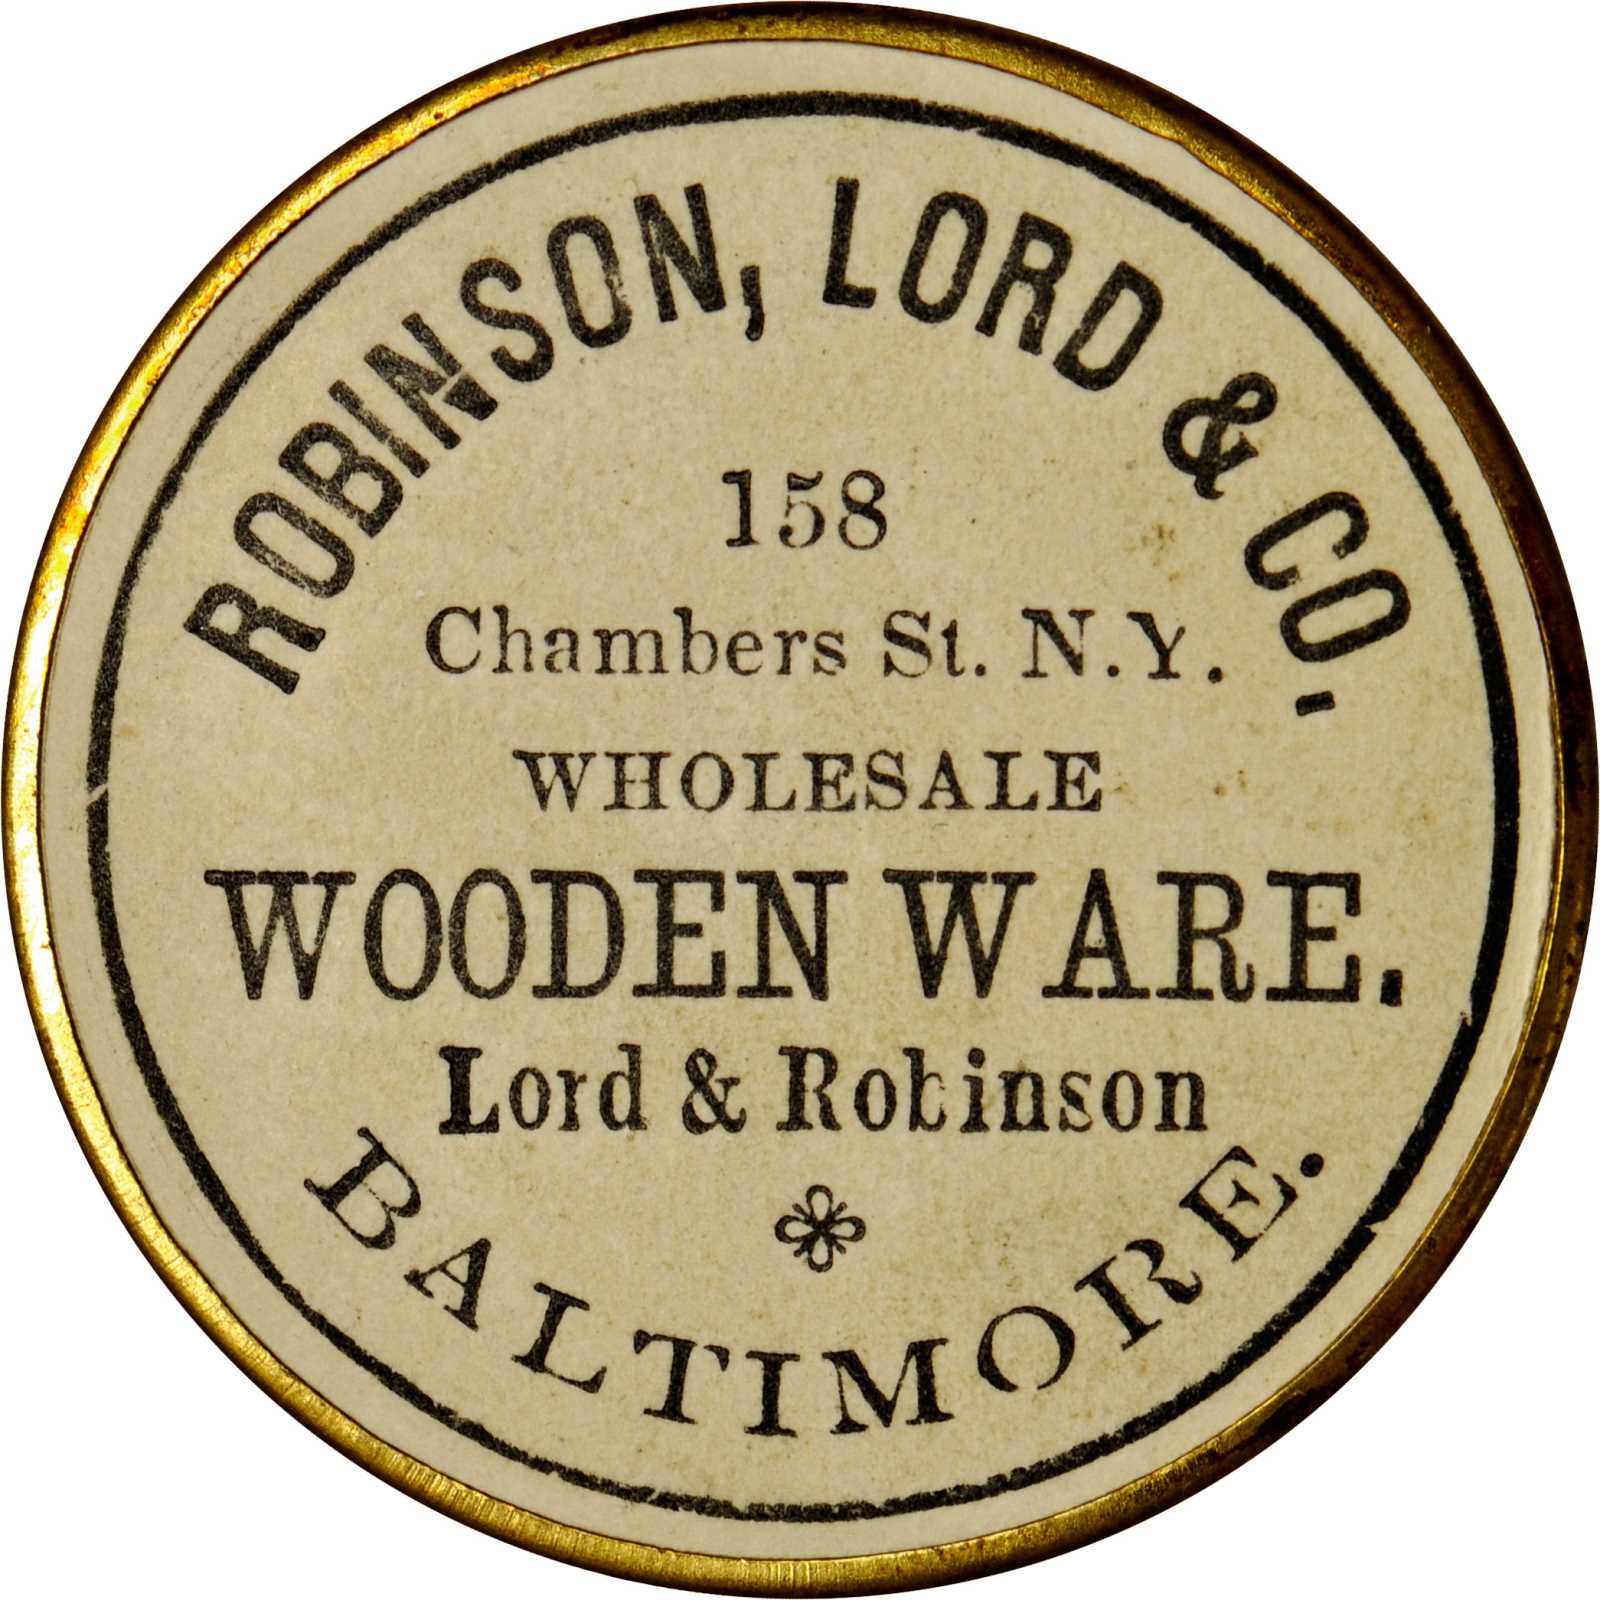 ROBINSON, LORD & CO.
158
Chambers St. N.Y.
WHOLESALE
WOODEN WARE.
Lord & Robinson
BALTIMORE.